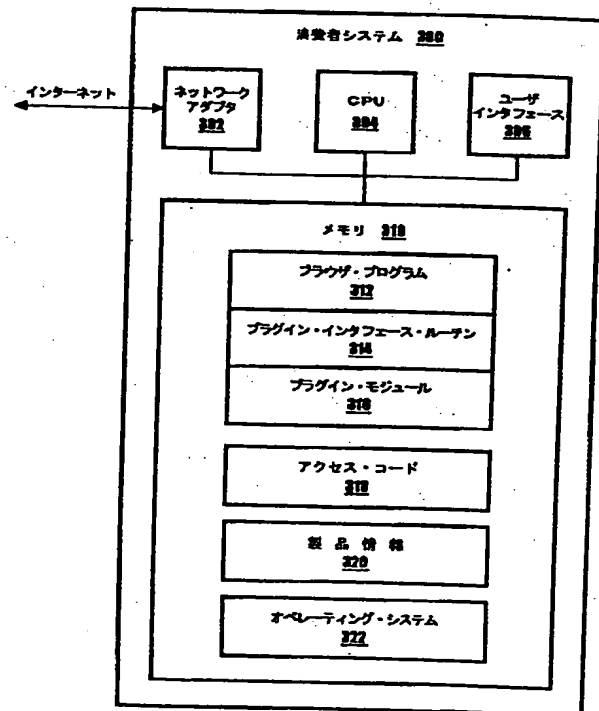 消費者システム 300
インターネット
ネットワーク
アダプタ
302
CPU
304
ユーザ
インタフェース
306
メモリ 310
ブラウザ・プログラム
312
プラグイン・インタフェース・ルーチン
314
プラグイン・モジュール
316
アクセス・コード
318
製品情報
320
オペレーティング・システム
322